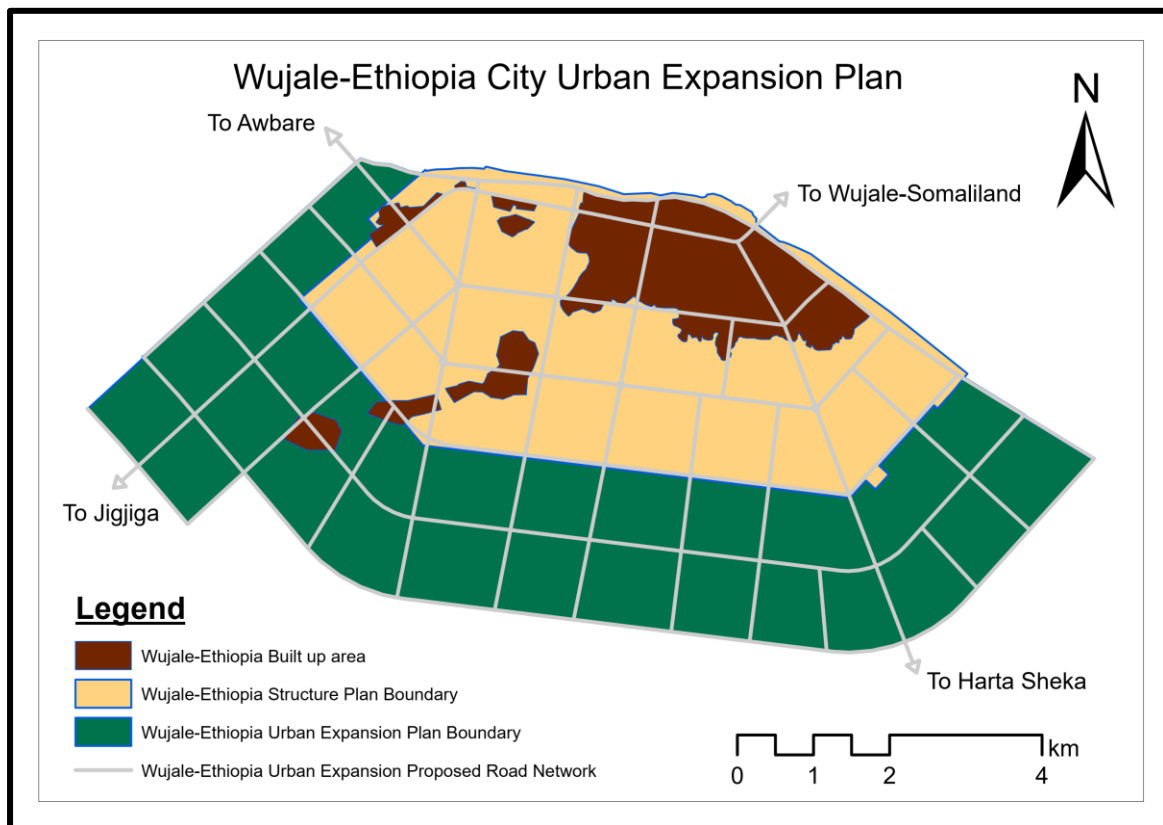 Wujale-Ethiopia City Urban Expansion Plan
N
To Awbare
To Wujale-Somaliland
To Jigjiga
To Harta Sheka
Legend
Wujale-Ethiopia Built up area
Wujale-Ethiopia Structure Plan Boundary
Wujale-Ethiopia Urban Expansion Plan Boundary
Wujale-Ethiopia Urban Expansion Proposed Road Network
km
0 1 2 4